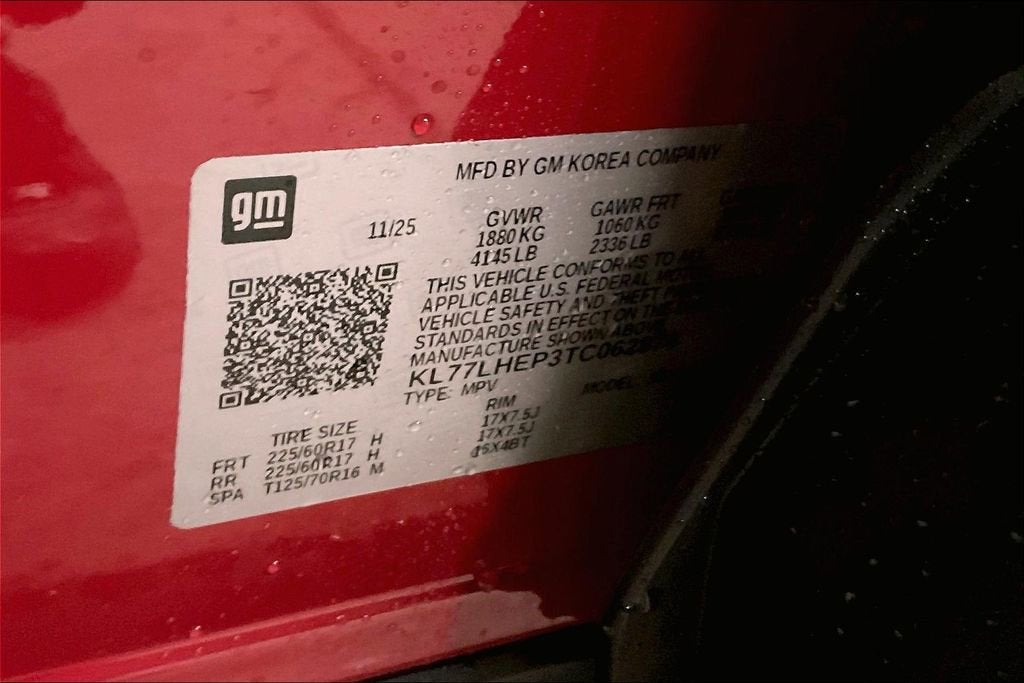 gm
MFD BY GM KOREA COMPANY
11/25
GVWR
1880 KG
4145 LB
GAWR FRT
1060 KG
2336 LB
THIS VEHICLE CONFORMS TO ALL
APPLICABLE U.S. FEDERAL MOTOR
VEHICLE SAFETY AND THEFT
STANDARDS IN EFFECT ON THE
MANUFACTURE SHOWN ABOVE
KL77LHEP3TC062
TYPE: MPV
MODEL:
TIRE SIZE
RIM
FRT 225/60R17 H 17X7.5J
RR 225/60R17 H 17X7.5J
SPA T125/70R16 M 16X4BT